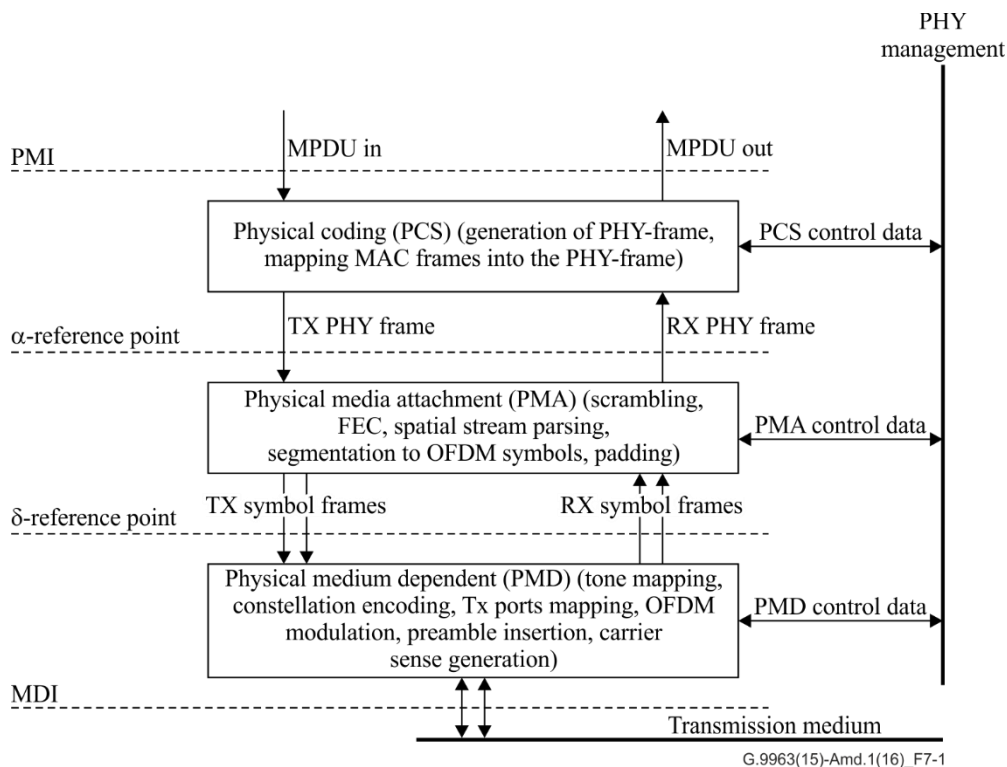 PHY
management
MPDU in
MPDU out
PMI
Physical coding (PCS) (generation of PHY-frame,
mapping MAC frames into the PHY-frame)
PCS control data
TX PHY frame
RX PHY frame
α-reference point
Physical media attachment (PMA) (scrambling,
FEC, spatial stream parsing,
segmentation to OFDM symbols, padding)
PMA control data
TX symbol frames
RX symbol frames
δ-reference point
Physical medium dependent (PMD) (tone mapping,
constellation encoding, Tx ports mapping, OFDM
modulation, preamble insertion, carrier
sense generation)
PMD control data
MDI
Transmission medium
G.9963(15)-Amd.1(16)_F7-1